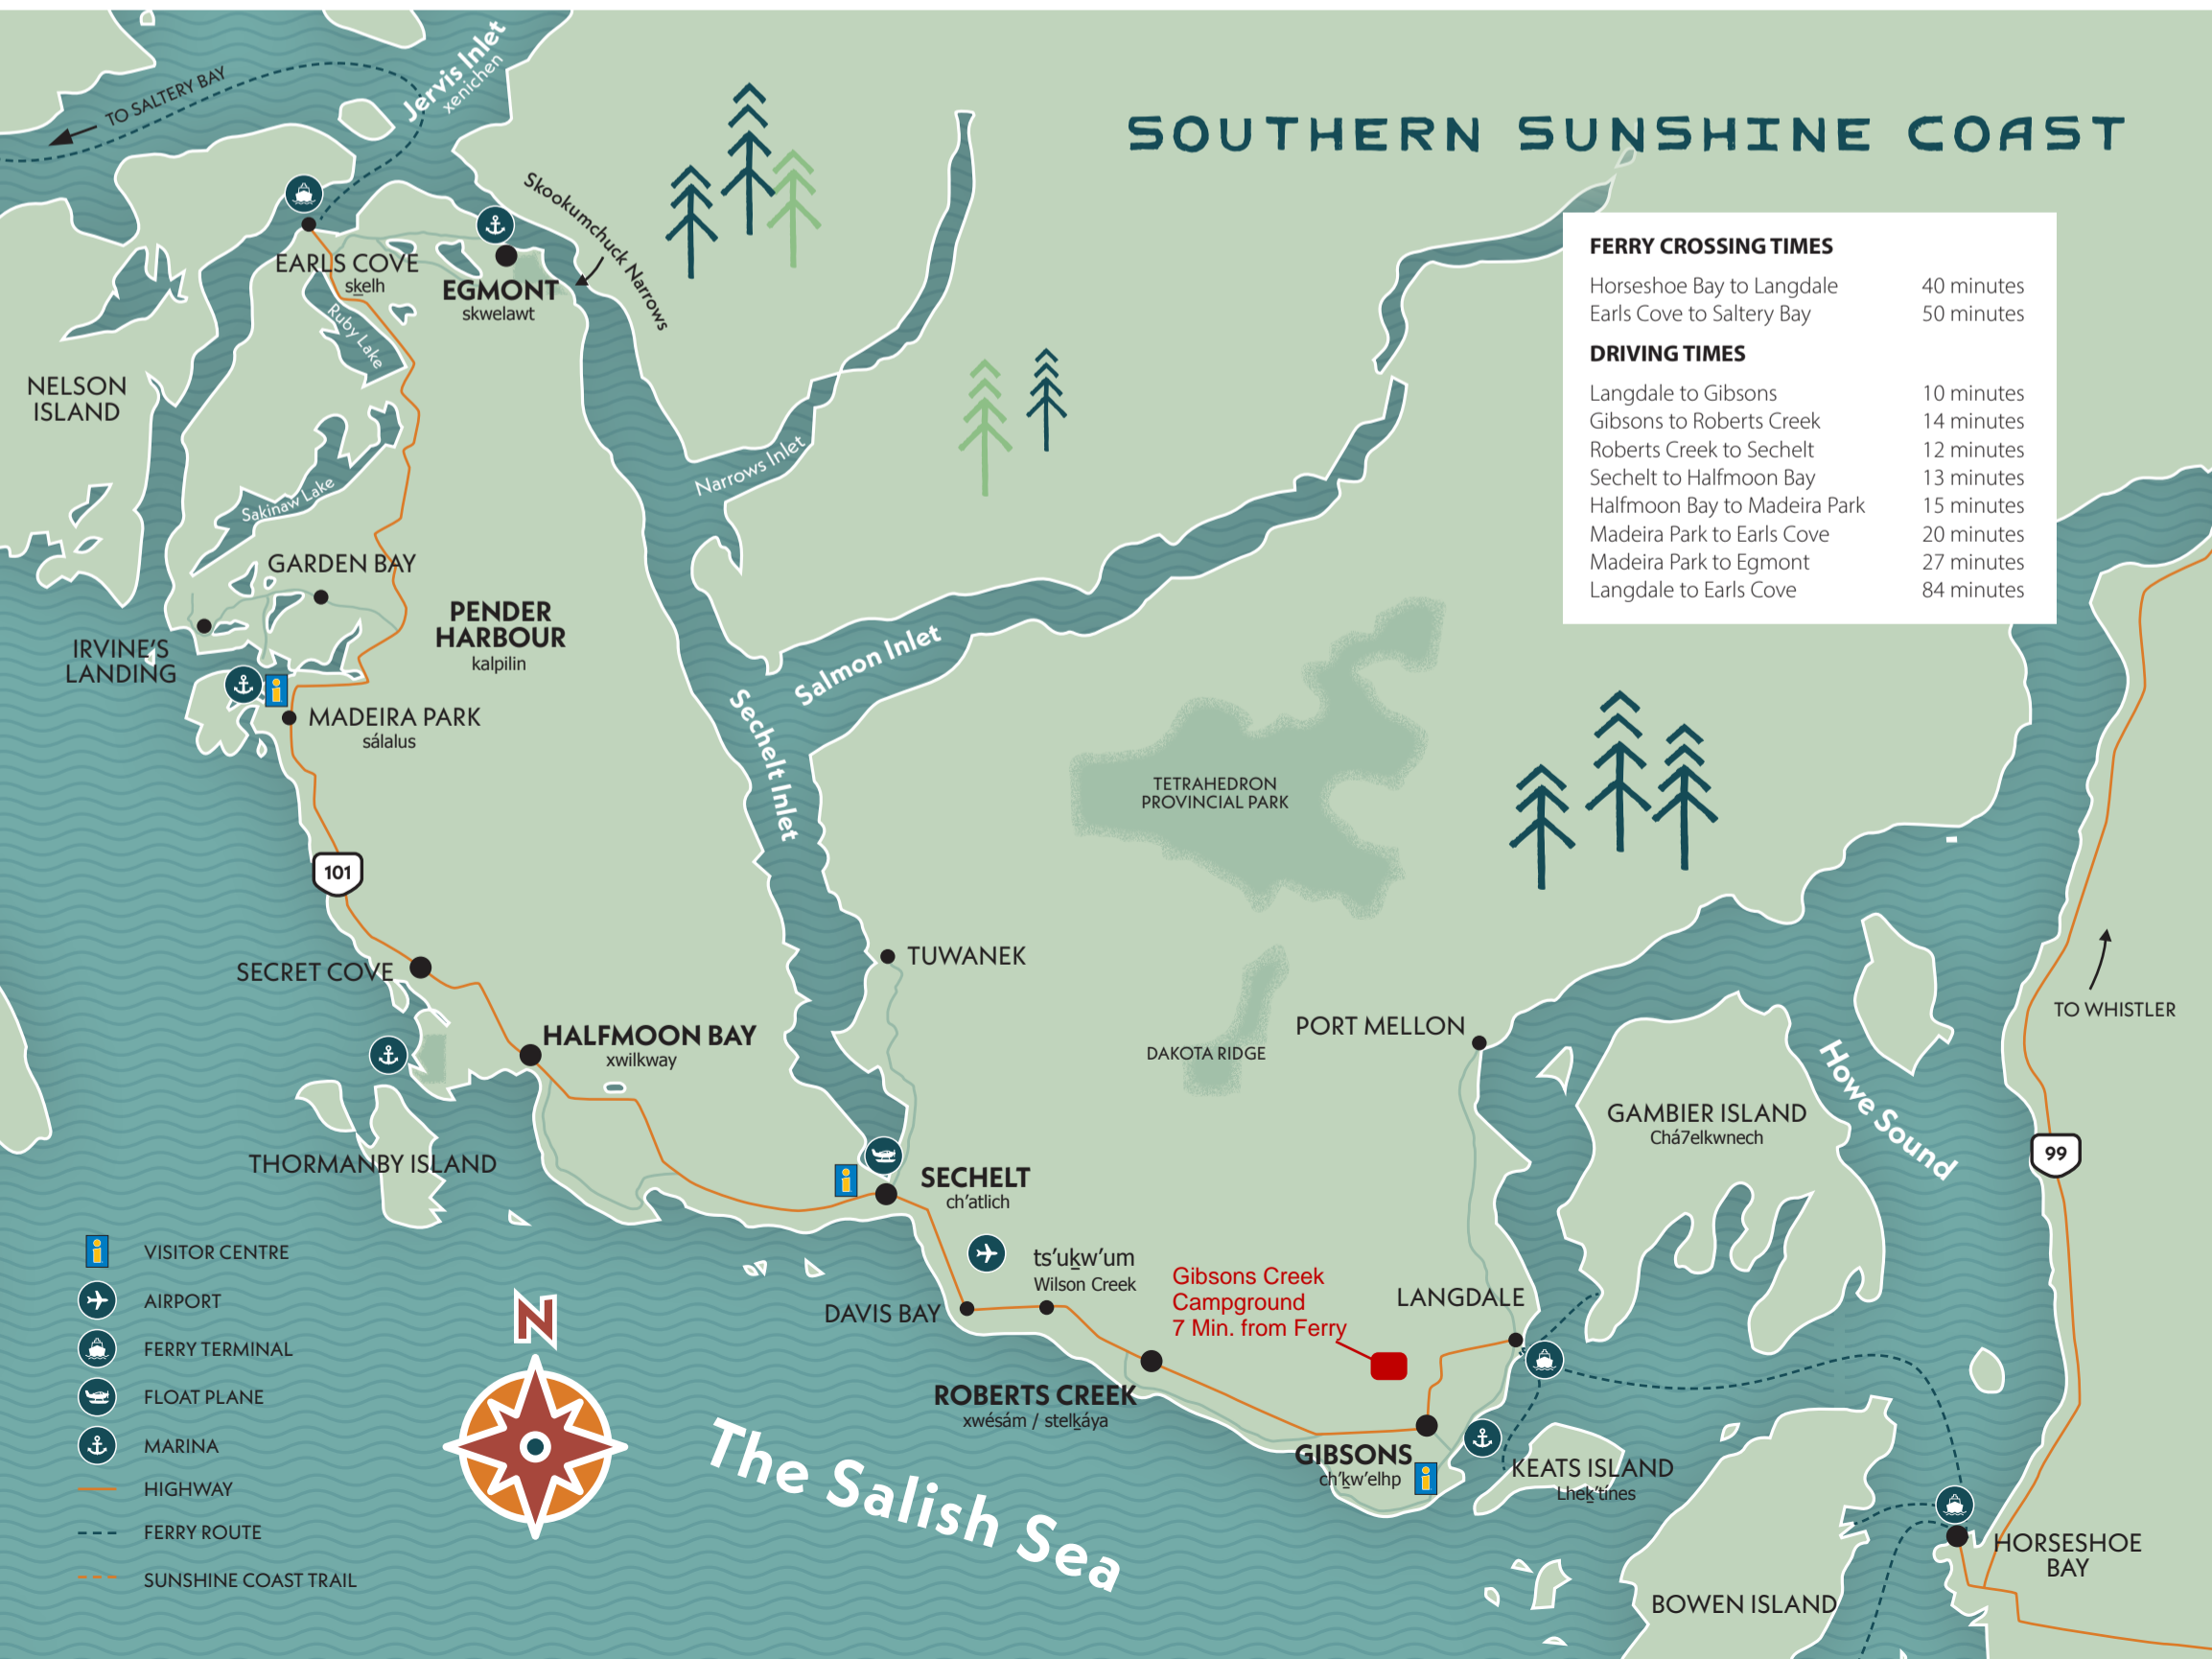 SOUTHERN SUNSHINE COAST
Jervis Inlet
xenichen
TO SALTERY BAY
Skookumchuck Narrows
EARLS COVE
sḵelh
EGMONT
skwelawt
Ruby Lake
NELSON
ISLAND
Narrows Inlet
Sakinaw Lake
GARDEN BAY
PENDER
HARBOUR
kalpilin
IRVINE'S
LANDING
MADEIRA PARK
sálalus
Salmon Inlet
Sechelt Inlet
TETRAHEDRON
PROVINCIAL PARK
FERRY CROSSING TIMES
Horseshoe Bay to Langdale 40 minutes
Earls Cove to Saltery Bay 50 minutes
DRIVING TIMES
Langdale to Gibsons 10 minutes
Gibsons to Roberts Creek 14 minutes
Roberts Creek to Sechelt 12 minutes
Sechelt to Halfmoon Bay 13 minutes
Halfmoon Bay to Madeira Park 15 minutes
Madeira Park to Earls Cove 20 minutes
Madeira Park to Egmont 27 minutes
Langdale to Earls Cove 84 minutes
101
SECRET COVE
TUWANEK
HALFMOON BAY
xwilkway
DAKOTA RIDGE
PORT MELLON
TO WHISTLER
Howe Sound
GAMBIER ISLAND
Chá7elkwnech
99
THORMANBY ISLAND
SECHELT
ch'atlich
ts'uḵw'um
Wilson Creek
DAVIS BAY
Gibsons Creek
Campground
7 Min. from Ferry
LANGDALE
ROBERTS CREEK
xwésám / stelḵáya
GIBSONS
ch'ḵw'elhp
KEATS ISLAND
Lheḵ'tínes
HORSESHOE
BAY
BOWEN ISLAND
The Salish Sea
N
VISITOR CENTRE
AIRPORT
FERRY TERMINAL
FLOAT PLANE
MARINA
HIGHWAY
FERRY ROUTE
SUNSHINE COAST TRAIL